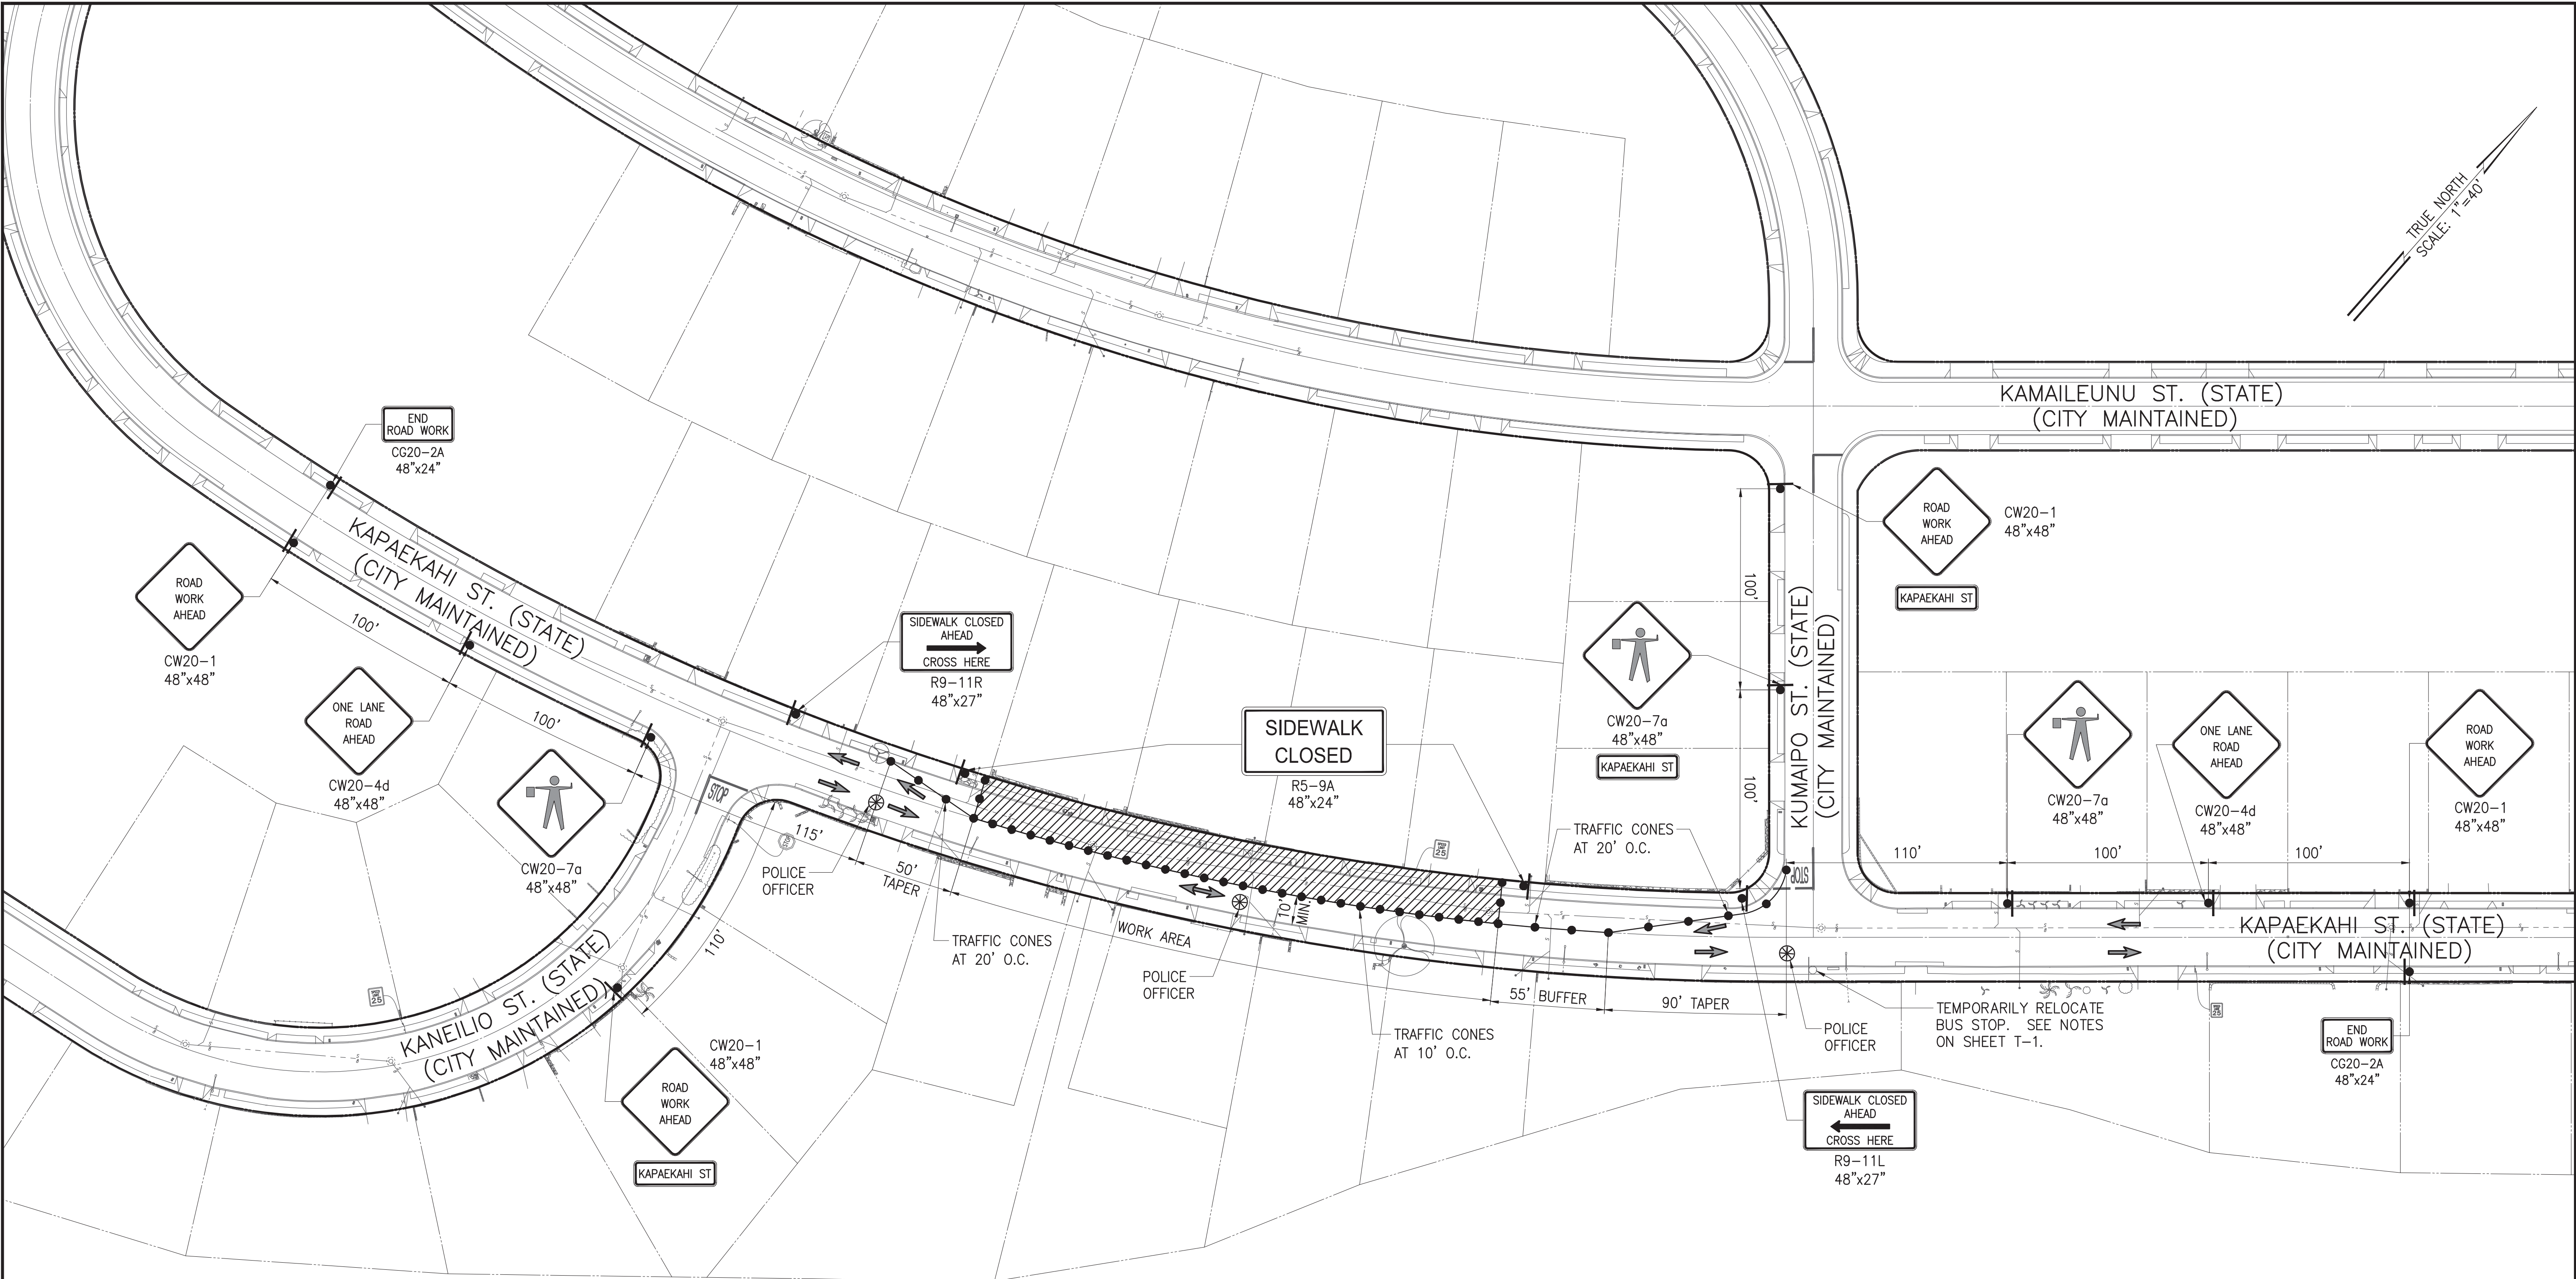 TRUE NORTH
SCALE: 1"=40'
KAMAILEUNU ST. (STATE)
(CITY MAINTAINED)
END
ROAD WORK
CG20-2A
48"x24"
ROAD
WORK
AHEAD
CW20-1
48"x48"
KAPAEKAHI ST
KAPAEKAHI ST. (STATE)
(CITY MAINTAINED)
ROAD
WORK
AHEAD
CW20-1
48"x48"
100'
100'
ONE LANE
ROAD
AHEAD
CW20-4d
48"x48"
CW20-7a
48"x48"
SIDEWALK CLOSED
AHEAD
CROSS HERE
R9-11R
48"x27"
SIDEWALK
CLOSED
R5-9A
48"x24"
CW20-7a
48"x48"
KAPAEKAHI ST
100'
100'
KUMAIPO ST. (STATE)
(CITY MAINTAINED)
CW20-7a
48"x48"
ONE LANE
ROAD
AHEAD
CW20-4d
48"x48"
ROAD
WORK
AHEAD
CW20-1
48"x48"
110'
100'
100'
STOP
STOP
115'
POLICE
OFFICER
50'
TAPER
TRAFFIC CONES
AT 20' O.C.
WORK AREA
10'
MIN.
POLICE
OFFICER
TRAFFIC CONES
AT 20' O.C.
25
TRAFFIC CONES
AT 10' O.C.
55' BUFFER
90' TAPER
POLICE
OFFICER
TEMPORARILY RELOCATE
BUS STOP. SEE NOTES
ON SHEET T-1.
KAPAEKAHI ST. (STATE)
(CITY MAINTAINED)
25
END
ROAD WORK
CG20-2A
48"x24"
SIDEWALK CLOSED
AHEAD
CROSS HERE
R9-11L
48"x27"
110'
25
KANEILIO ST. (STATE)
(CITY MAINTAINED)
CW20-1
48"x48"
ROAD
WORK
AHEAD
KAPAEKAHI ST